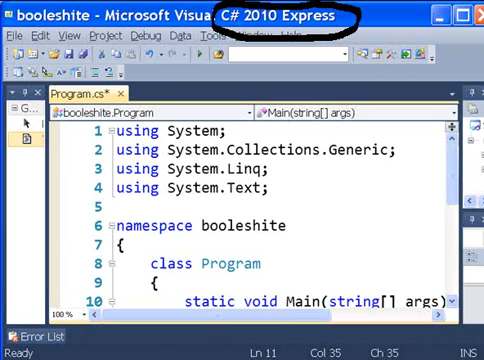 booleshite - Microsoft Visual C# 2010 Express
File Edit View Project Debug Data Tools Window Help
Program.cs*
booleshite.Program Main(string[] args)
G...
1 using System;
2 using System.Collections.Generic;
3 using System.Linq;
4 using System.Text;
5
6 namespace booleshite
7 {
8 class Program
9 {
10 static void Main(string[] args)
100 %
Error List
Ready Ln 11 Col 35 Ch 35 INS